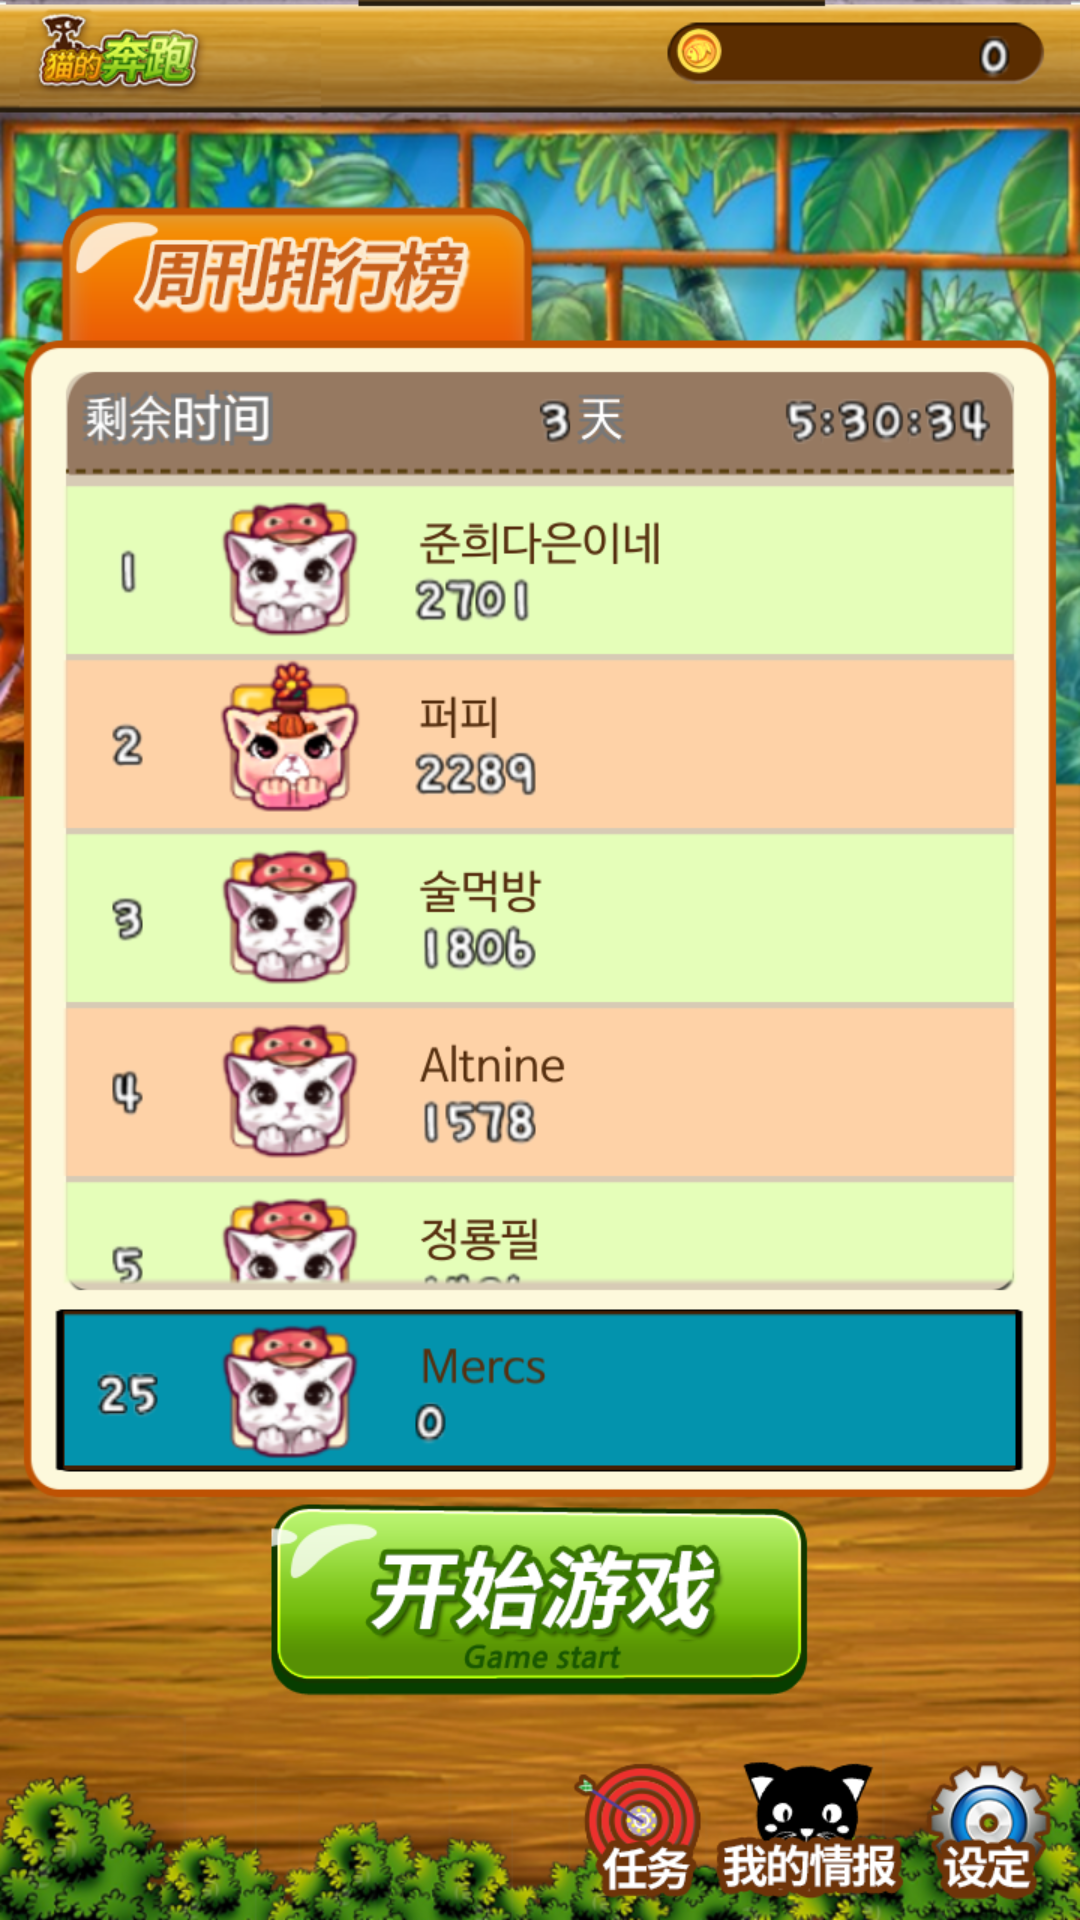 猫的奔跑
0
周刊排行榜
剩余时间 3天 5:30:34
1
준희다은이네
2701
2
퍼피
2289
3
술먹방
1806
4
Altnine
1578
5
정룡필
25
Mercs
0
开始游戏
Game start
任务 我的情报 设定